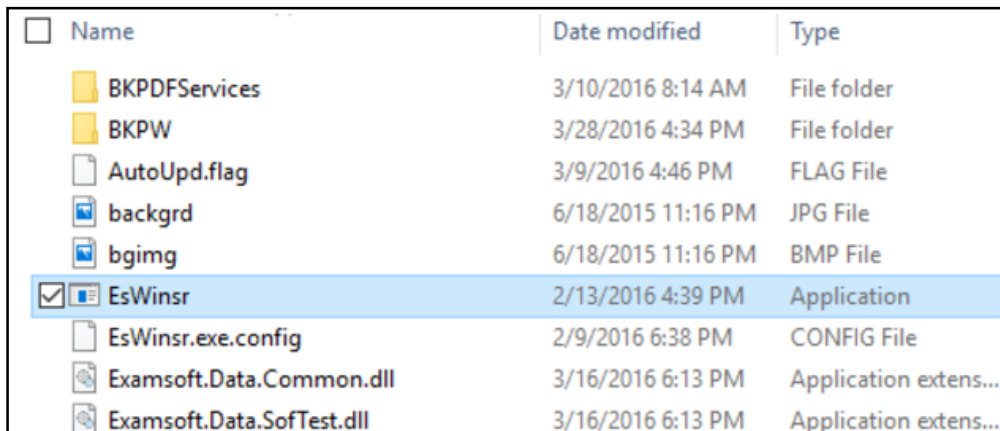 Name Date modified Type
BKPDFServices 3/10/2016 8:14 AM File folder
BKPW 3/28/2016 4:34 PM File folder
AutoUpd.flag 3/9/2016 4:46 PM FLAG File
backgrd 6/18/2015 11:16 PM JPG File
bgimg 6/18/2015 11:16 PM BMP File
EsWinsr 2/13/2016 4:39 PM Application
EsWinsr.exe.config 2/9/2016 6:38 PM CONFIG File
Examsoft.Data.Common.dll 3/16/2016 6:13 PM Application extens...
Examsoft.Data.SofTest.dll 3/16/2016 6:13 PM Application extens...